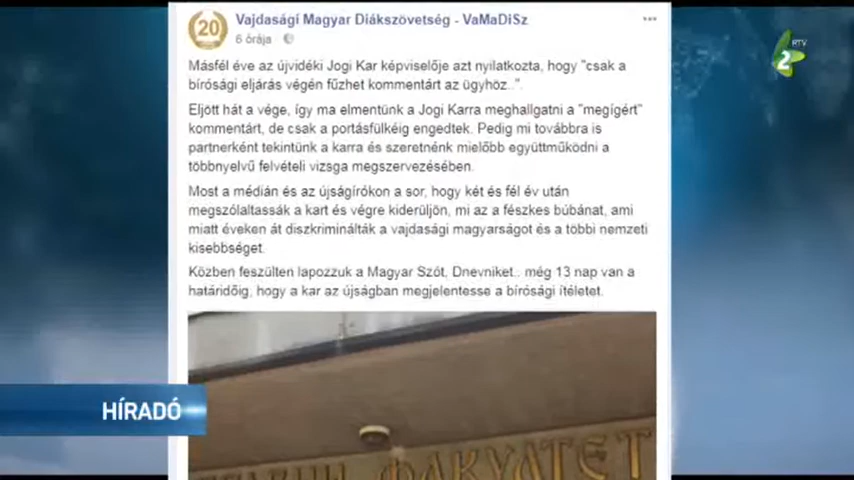 20
Vajdasági Magyar Diákszövetség - VaMaDiSz
6 órája
Másfél éve az újvidéki Jogi Kar képviselője azt nyilatkozta, hogy "csak a
bírósági eljárás végén fűzhet kommentárt az ügyhöz..".
Eljött hát a vége, így ma elmentünk a Jogi Karra meghallgatni a "megígért"
kommentárt, de csak a portásfülkéig engedtek. Pedig mi továbbra is
partnerként tekintünk a karra és szeretnénk mielőbb együttműködni a
többnyelvű felvételi vizsga megszervezésében.
Most a médián és az újságírókon a sor, hogy két és fél év után
megszólaltassák a kart és végre kiderüljön, mi az a fészkes búbánat, ami
miatt éveken át diszkriminálták a vajdasági magyarságot és a többi nemzeti
kisebbséget.
Közben feszülten lapozzuk a Magyar Szót, Dnevniket.. még 13 nap van a
határidőig, hogy a kar az újságban megjelentesse a bírósági ítéletet.
RTV
2
HÍRADÓ
ФАКУЛТЕТ